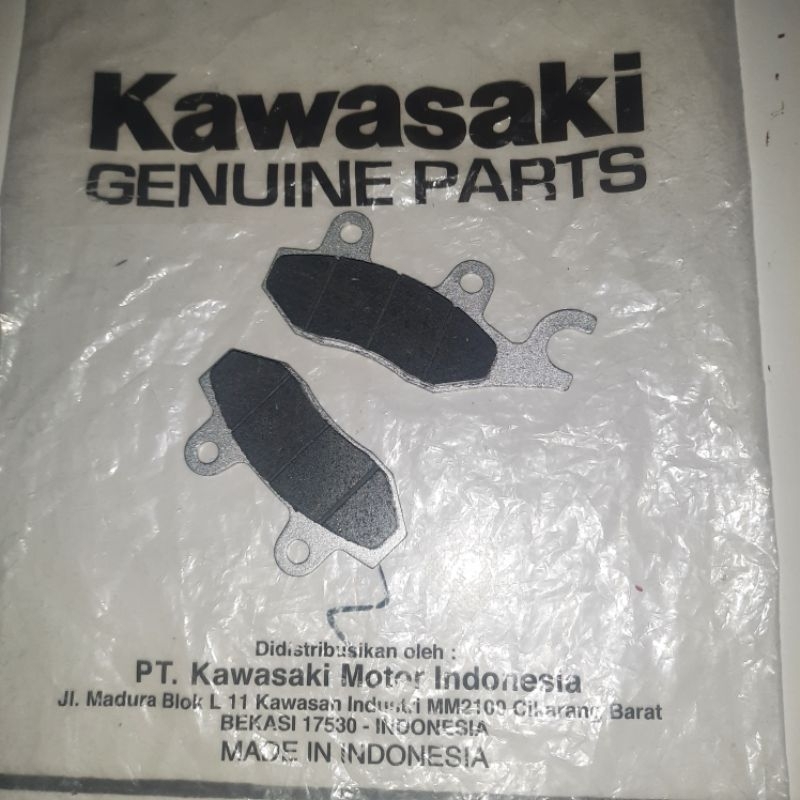 Kawasaki
GENUINE PARTS
Didistribusikan oleh :
PT. Kawasaki Motor Indonesia
Jl. Madura Blok L 11 Kawasan Industri MM2100 Cikarang Barat
BEKASI 17530 - INDONESIA
MADE IN INDONESIA